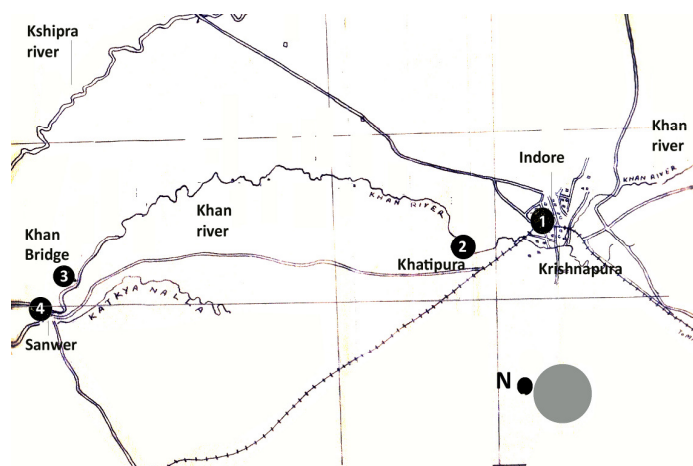 Kshipra
river
Khan
river
Indore
KHAN RIVER
1
Khan
river
KHAN RIVER
Khan
Bridge
2
Khatipura
Krishnapura
3
4
KATKYA NALLA
Sanwer
N